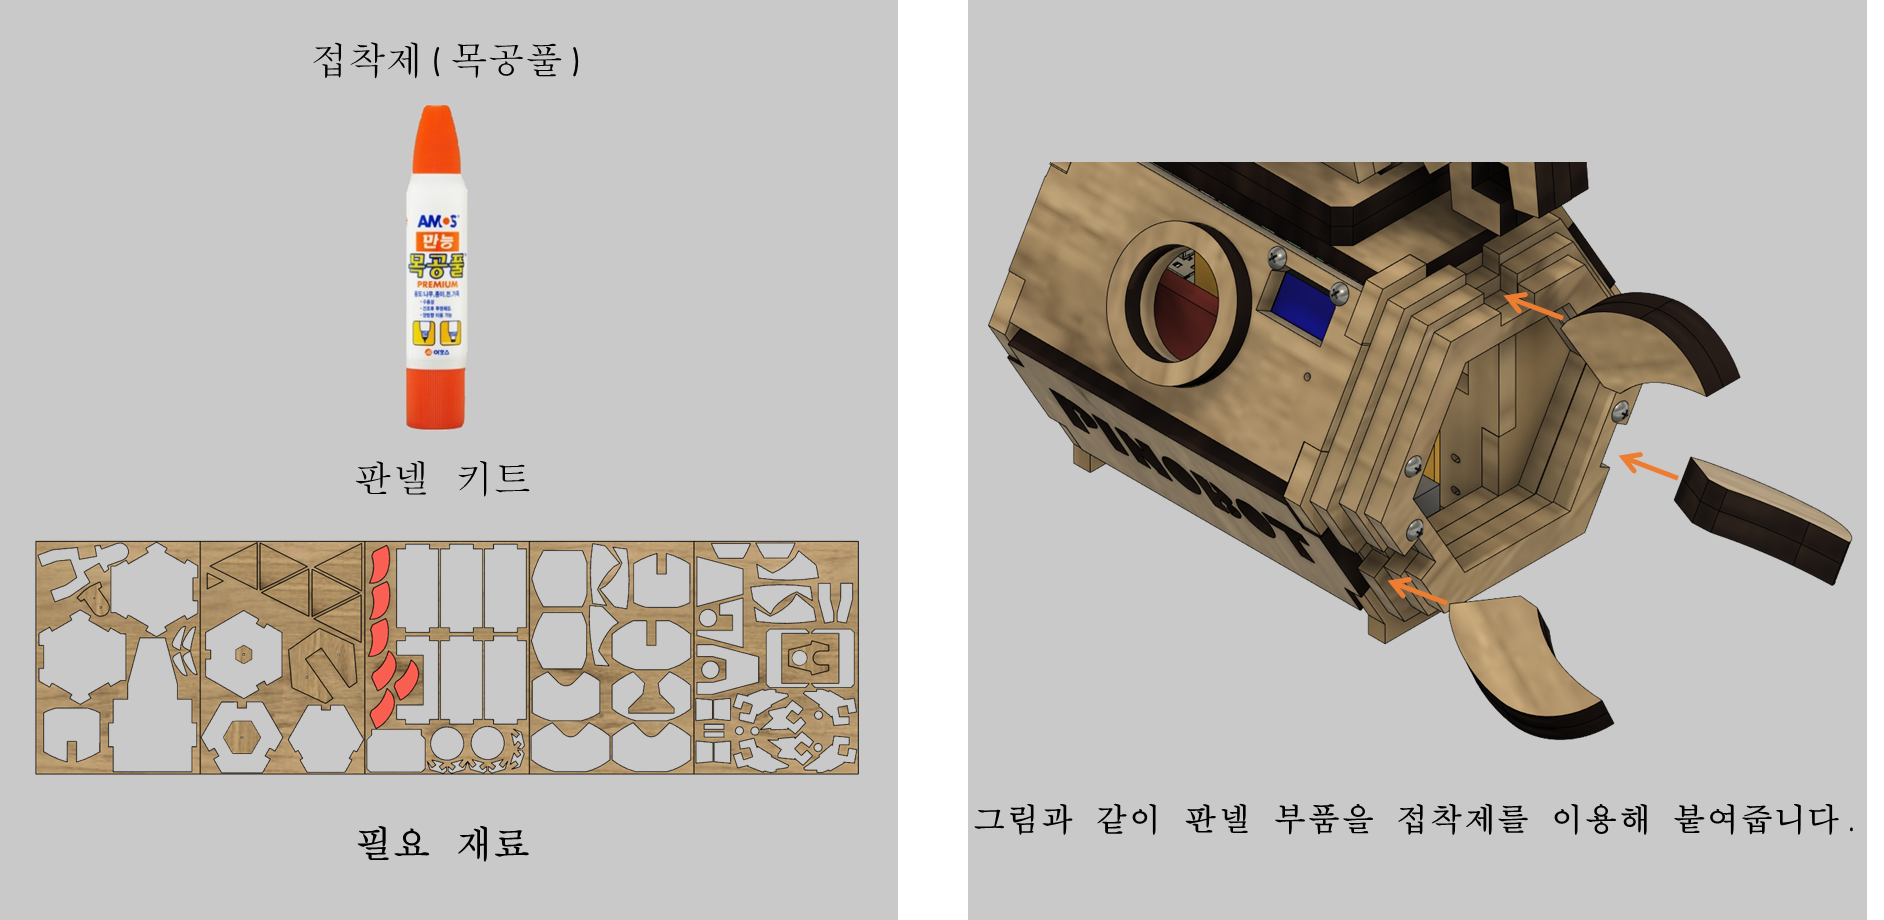 접착제(목공풀)
AMOS
만능
목공풀
PREMIUM
판넬 키트
필요 재료
PINOBOT
그림과 같이 판넬 부품을 접착제를 이용해 붙여줍니다.